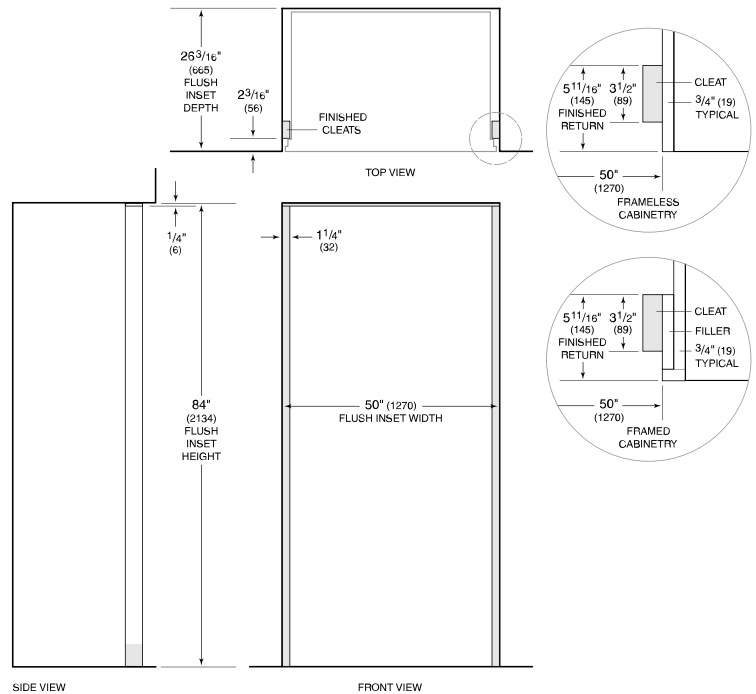 26 3/16"
(665)
FLUSH
INSET
DEPTH
2 3/16"
(56)
FINISHED
CLEATS
TOP VIEW
5 11/16"
(145)
FINISHED
RETURN
3 1/2"
(89)
CLEAT
3/4" (19)
TYPICAL
50"
(1270)
FRAMELESS
CABINETRY
1/4"
(6)
1 1/4"
(32)
5 11/16"
(145)
FINISHED
RETURN
3 1/2"
(89)
CLEAT
FILLER
3/4" (19)
TYPICAL
50"
(1270)
FRAMED
CABINETRY
84"
(2134)
FLUSH
INSET
HEIGHT
50" (1270)
FLUSH INSET WIDTH
SIDE VIEW
FRONT VIEW